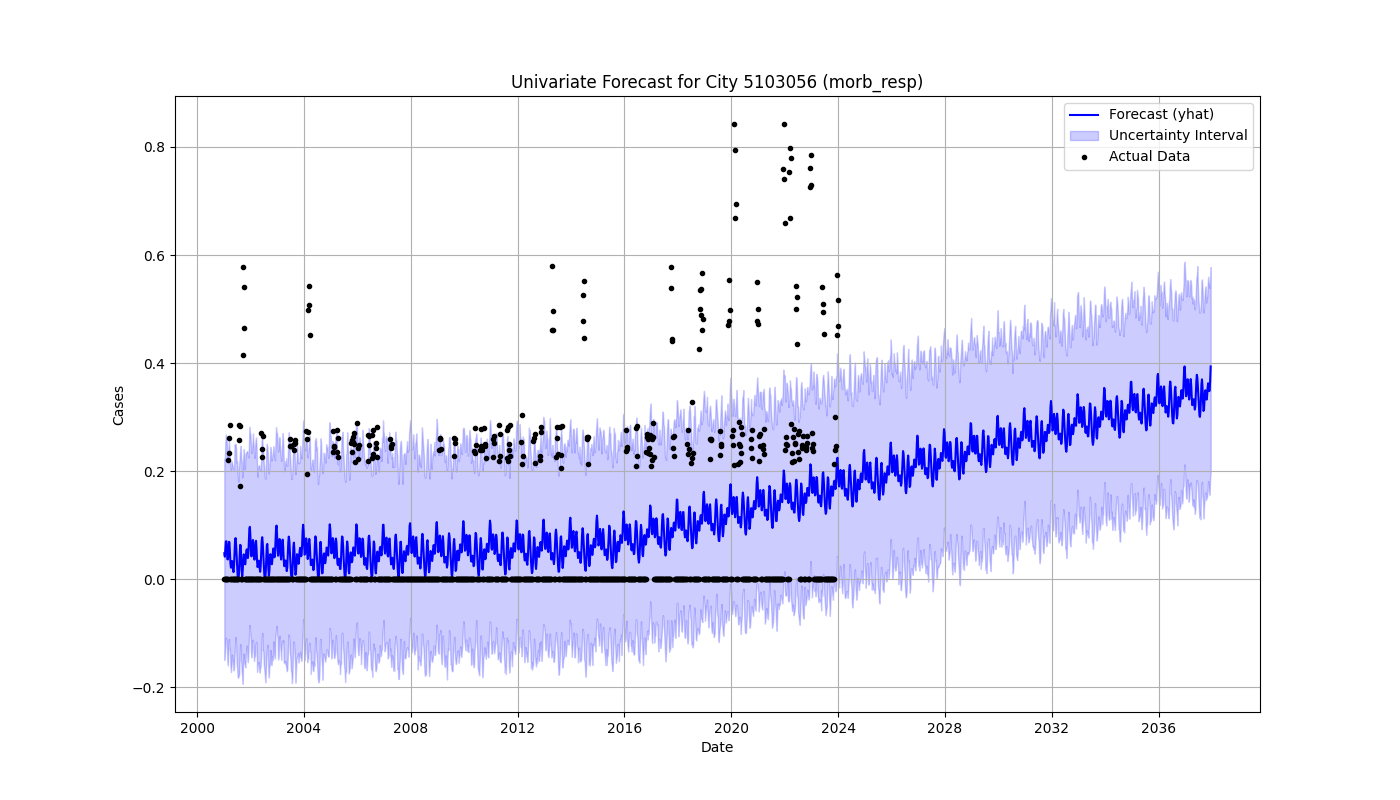 Univariate Forecast for City 5103056 (morb_resp)
Forecast (yhat)
Uncertainty Interval
Actual Data
Cases
0.8
0.6
0.4
0.2
0.0
−0.2
2000 2004 2008 2012 2016 2020 2024 2028 2032 2036
Date